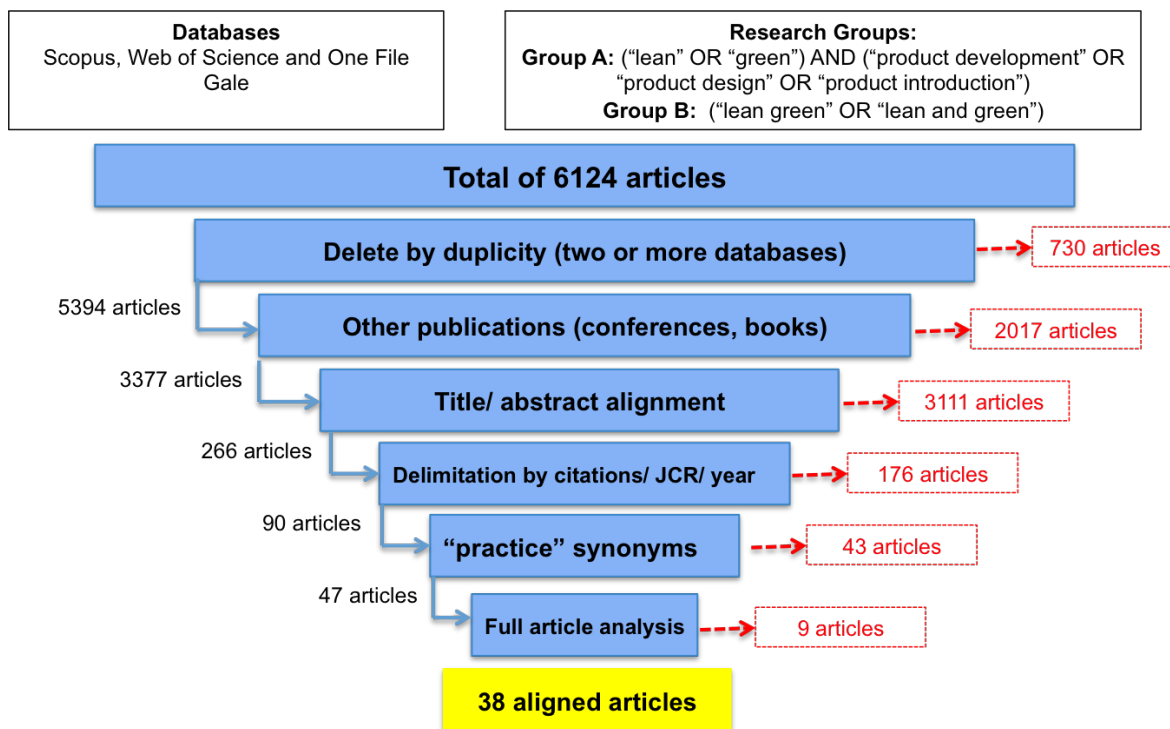 Databases
Scopus, Web of Science and One File
Gale
Research Groups:
Group A: (“lean” OR “green”) AND (“product development” OR
“product design” OR “product introduction”)
Group B: (“lean green” OR “lean and green”)
Total of 6124 articles
Delete by duplicity (two or more databases)
730 articles
5394 articles
Other publications (conferences, books)
2017 articles
3377 articles
Title/ abstract alignment
3111 articles
266 articles
Delimitation by citations/ JCR/ year
176 articles
90 articles
“practice” synonyms
43 articles
47 articles
Full article analysis
9 articles
38 aligned articles